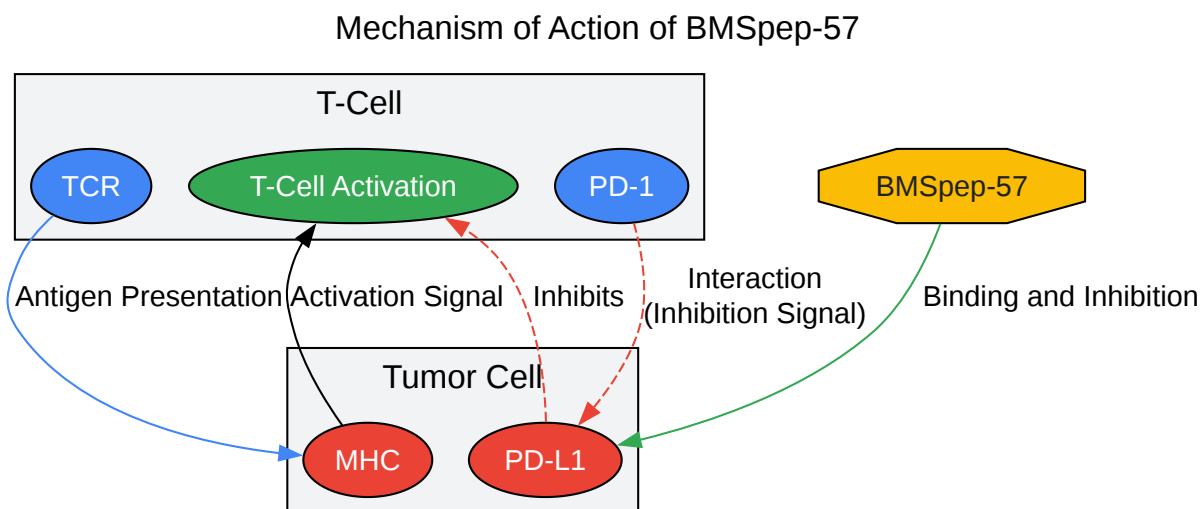 Mechanism of Action of BMSpep-57
T-Cell
TCR
T-Cell Activation
PD-1
BMSpep-57
Antigen Presentation
Activation Signal
Inhibits
Interaction
(Inhibition Signal)
Binding and Inhibition
Tumor Cell
MHC
PD-L1